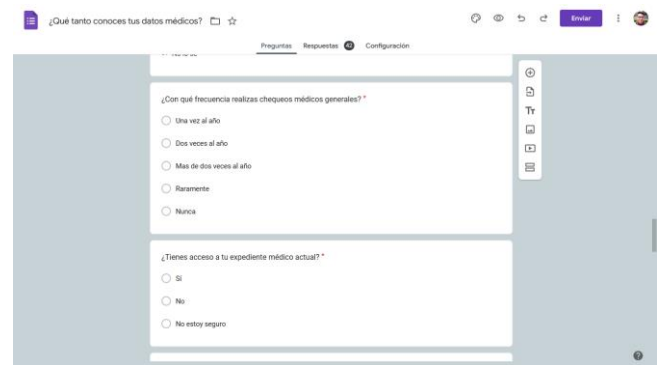 ¿Qué tanto conoces tus datos médicos?
Enviar
Preguntas Respuestas 42 Configuración
¿Con qué frecuencia realizas chequeos médicos generales? *
Una vez al año
Dos veces al año
Mas de dos veces al año
Raramente
Nunca
¿Tienes acceso a tu expediente médico actual? *
Sí
No
No estoy seguro